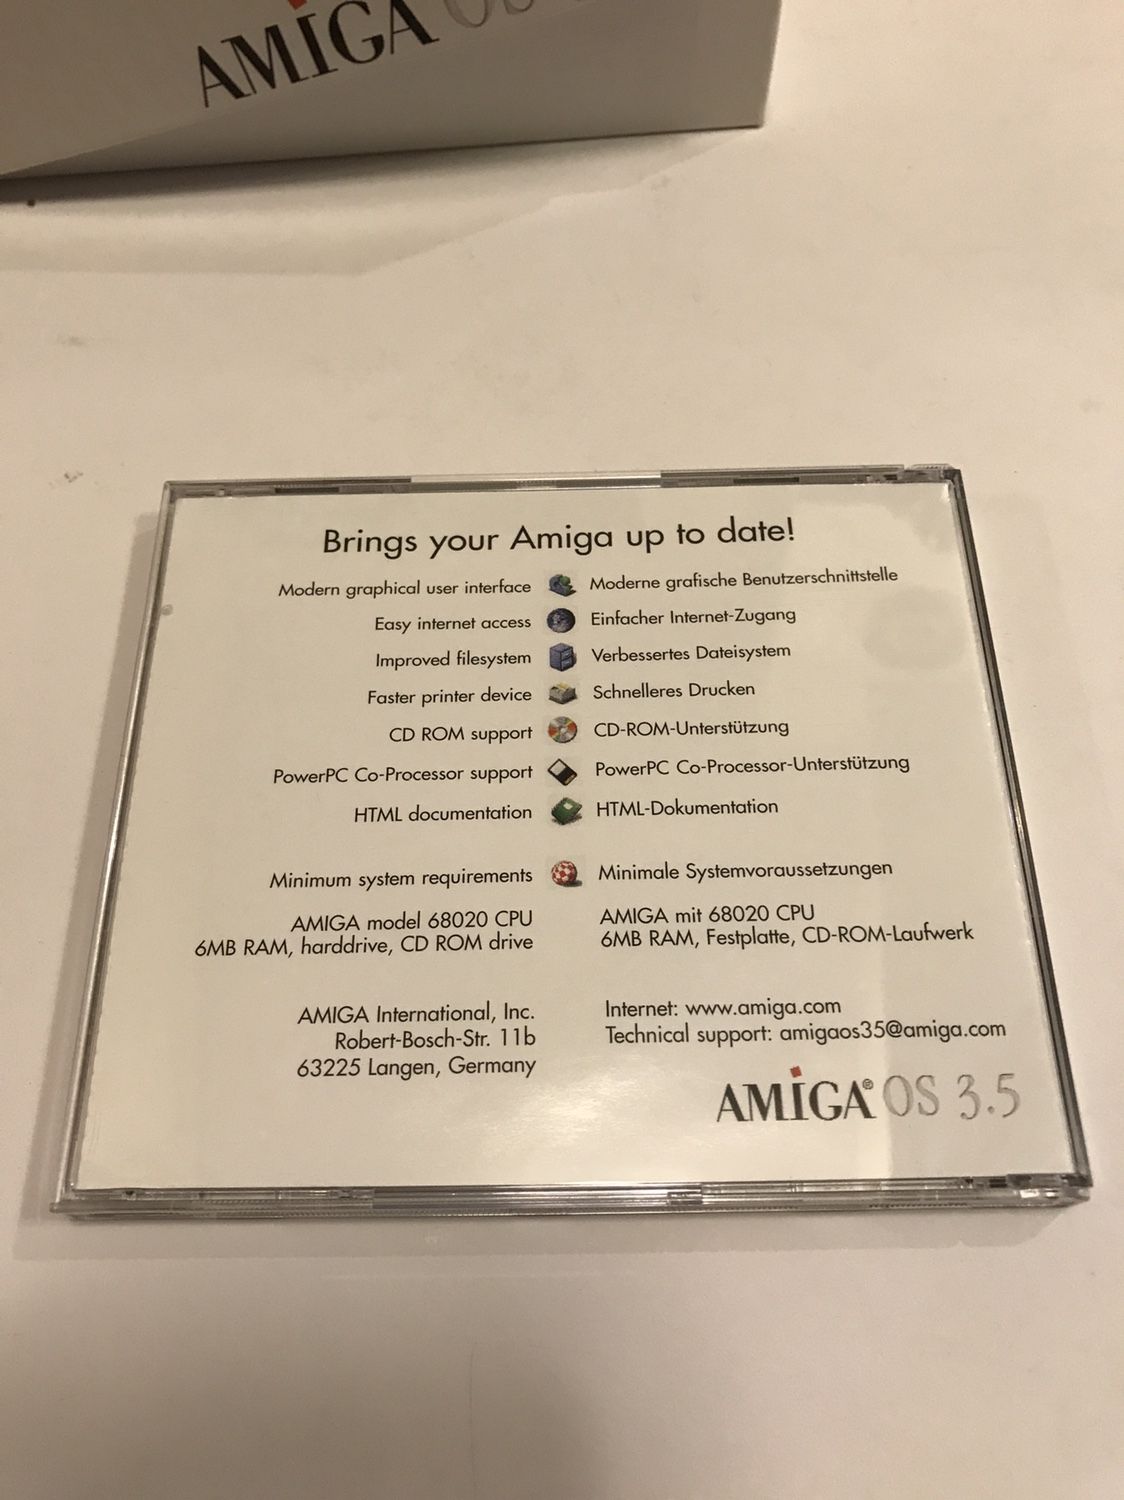 AMIGA OS
Brings your Amiga up to date!
Modern graphical user interface Moderne grafische Benutzerschnittstelle
Easy internet access Einfacher Internet-Zugang
Improved filesystem Verbessertes Dateisystem
Faster printer device Schnelleres Drucken
CD ROM support CD-ROM-Unterstützung
PowerPC Co-Processor support PowerPC Co-Processor-Unterstützung
HTML documentation HTML-Dokumentation
Minimum system requirements Minimale Systemvoraussetzungen
AMIGA model 68020 CPU AMIGA mit 68020 CPU
6MB RAM, harddrive, CD ROM drive 6MB RAM, Festplatte, CD-ROM-Laufwerk
AMIGA International, Inc. Internet: www.amiga.com
Robert-Bosch-Str. 11b Technical support: amigaos35@amiga.com
63225 Langen, Germany
AMIGA® OS 3.5